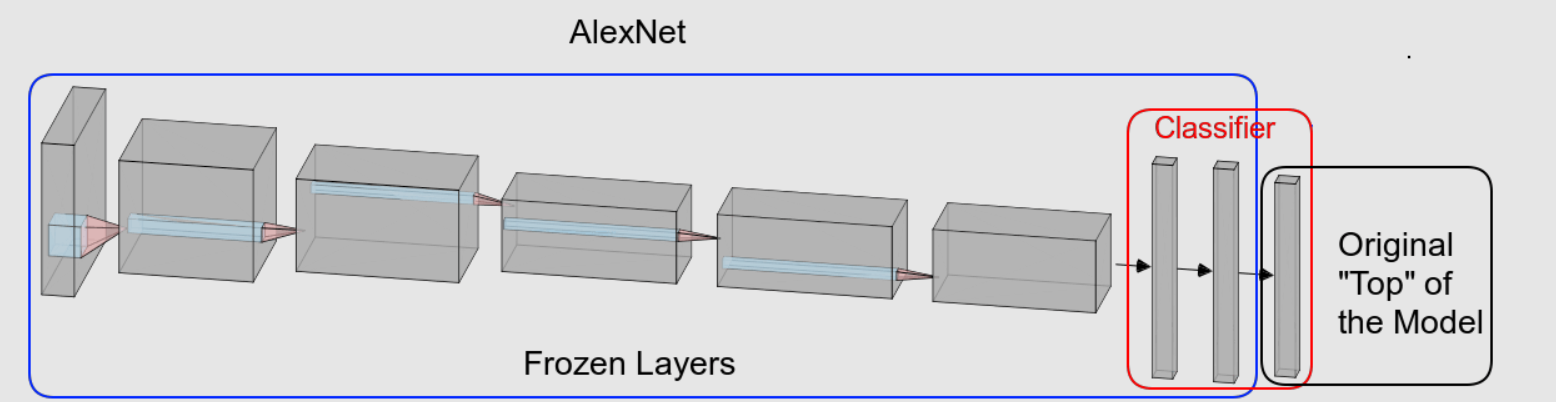 AlexNet
Classifier
Original
"Top" of
the Model
Frozen Layers